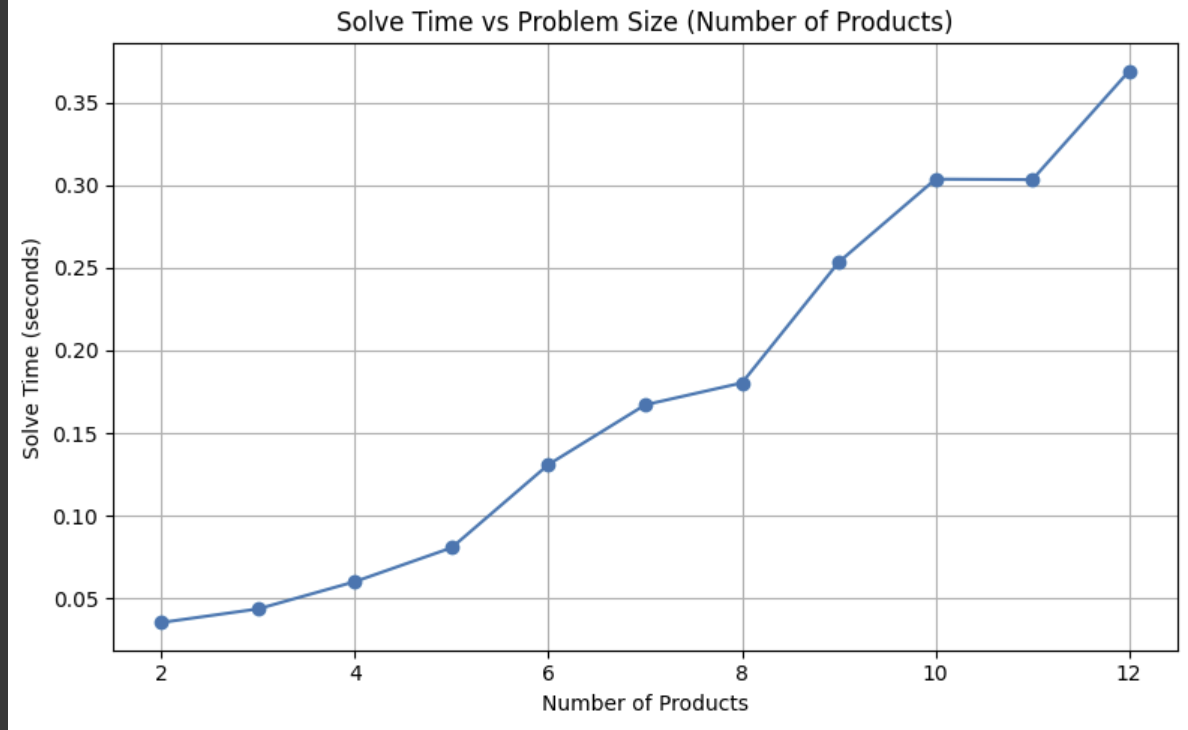 Solve Time vs Problem Size (Number of Products)
0.35
0.30
0.25
0.20
0.15
0.10
0.05
Solve Time (seconds)
2 4 6 8 10 12
Number of Products